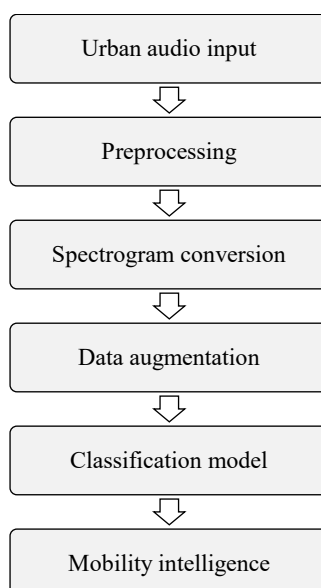 Urban audio input
Preprocessing
Spectrogram conversion
Data augmentation
Classification model
Mobility intelligence